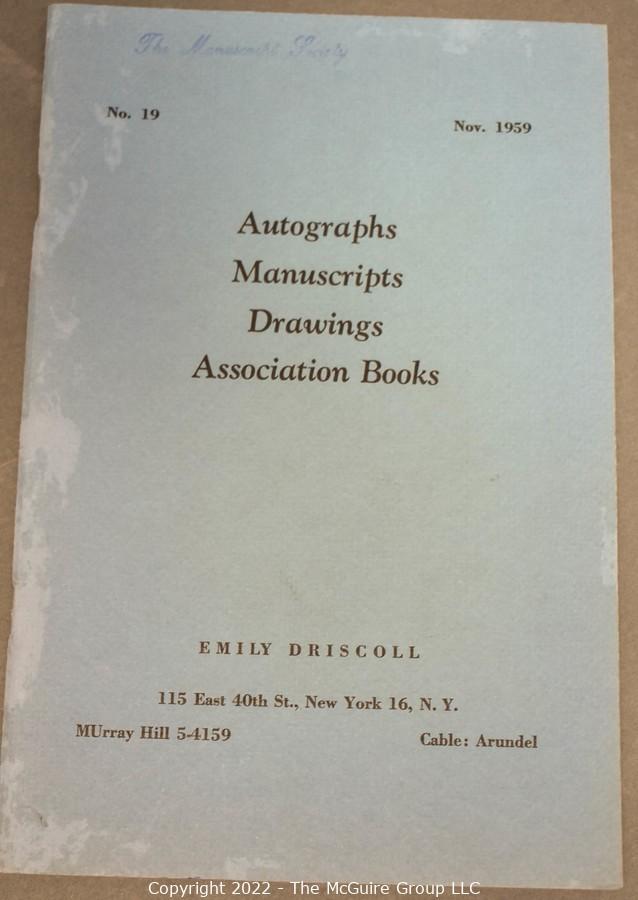 The Manuscript Society
No. 19
Nov. 1959
Autographs
Manuscripts
Drawings
Association Books
EMILY DRISCOLL
115 East 40th St., New York 16, N. Y.
MUrray Hill 5-4159
Cable: Arundel
Copyright 2022 - The McGuire Group LLC